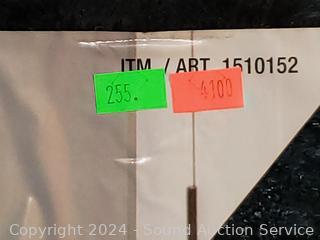 ITM. / ART. 1510152
255.
4100
Copyright 2024 - Sound Auction Service